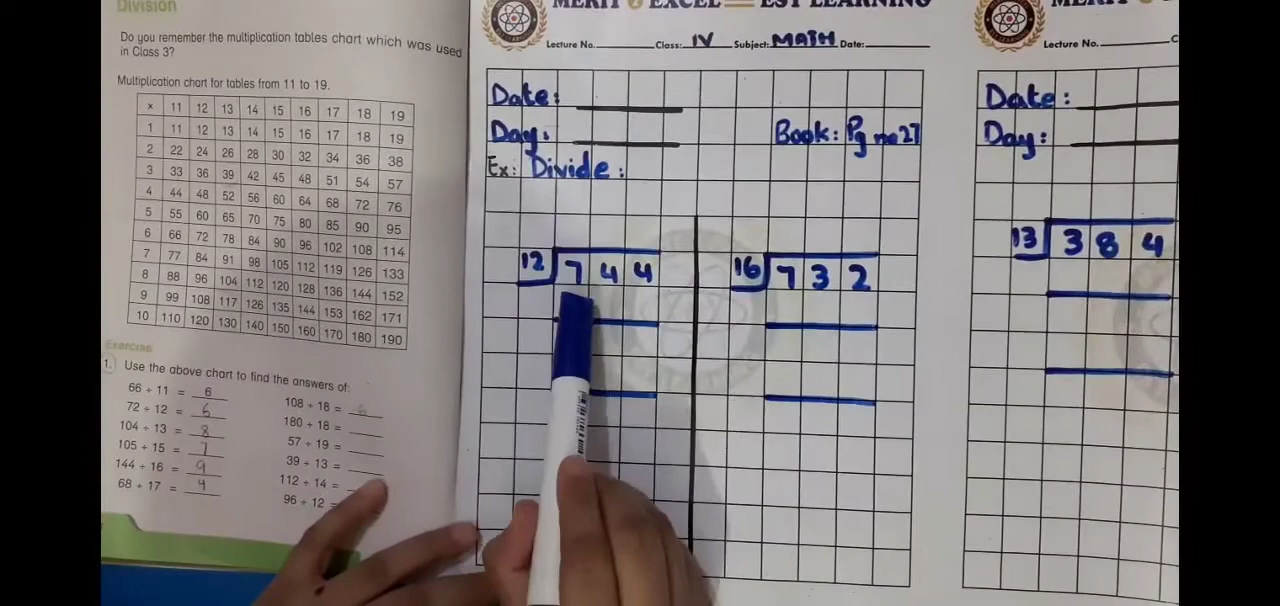 Division
Do you remember the multiplication tables chart which was used
in Class 3?
Multiplication chart for tables from 11 to 19.
× 11 12 13 14 15 16 17 18 19
1 11 12 13 14 15 16 17 18 19
2 22 24 26 28 30 32 34 36 38
3 33 36 39 42 45 48 51 54 57
4 44 48 52 56 60 64 68 72 76
5 55 60 65 70 75 80 85 90 95
6 66 72 78 84 90 96 102 108 114
7 77 84 91 98 105 112 119 126 133
8 88 96 104 112 120 128 136 144 152
9 99 108 117 126 135 144 153 162 171
10 110 120 130 140 150 160 170 180 190
Exercise
1. Use the above chart to find the answers of:
66 ÷ 11 = 6
72 ÷ 12 = 6
104 ÷ 13 = 8
105 ÷ 15 = 7
144 ÷ 16 = 9
68 ÷ 17 = 4
108 ÷ 18 = 6
180 ÷ 18 =
57 ÷ 19 =
39 ÷ 13 =
112 ÷ 14 =
96 ÷ 12 =
MERIT EXCEL EST LEARNING
Lecture No. Class: IV Subject: MATH Date:
Date:
Day: Book: Pg no 27
Ex: Divide:
12 744
16 732
Lecture No.
Date:
Day:
13 384